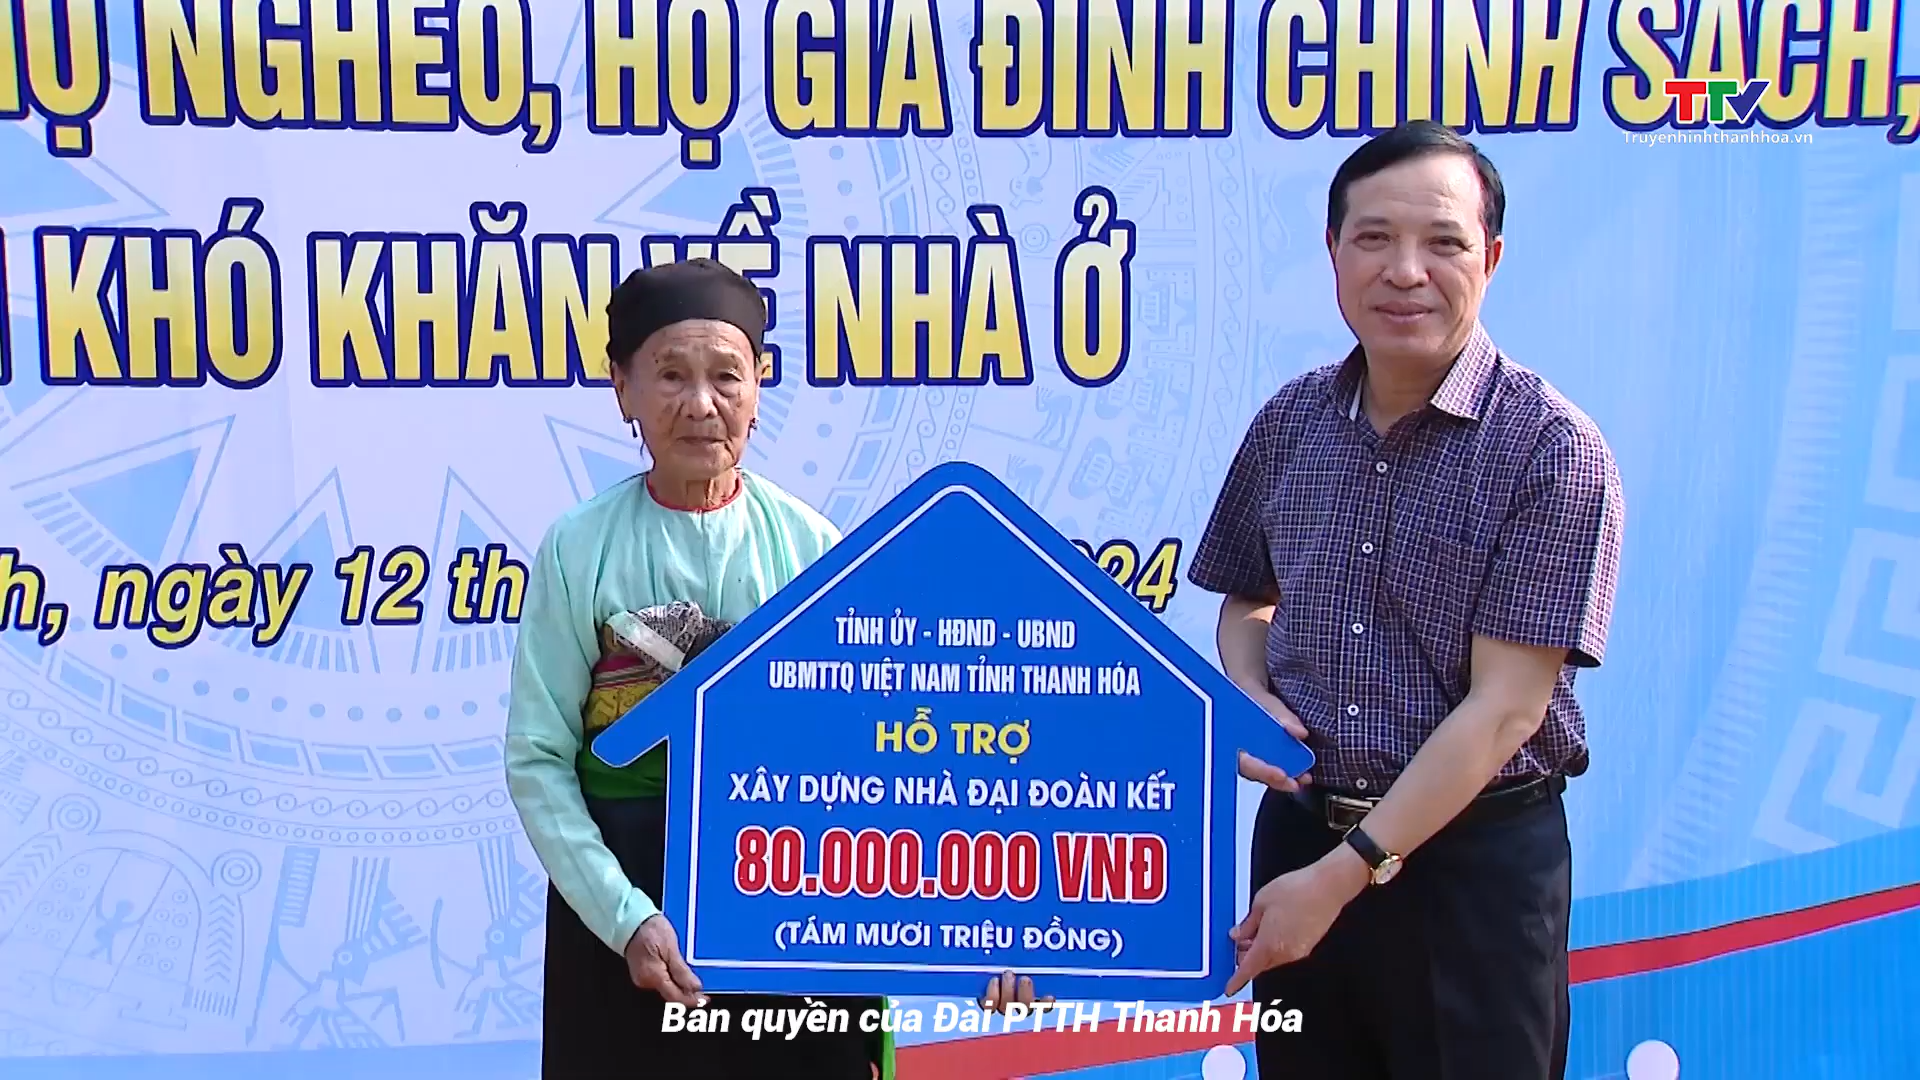 HỘ NGHÈO, HỘ GIA ĐÌNH CHÍNH SÁCH,
TTV
Truyenhinhthanhhoa.vn
KHÓ KHĂN VỀ NHÀ Ở
h, ngày 12 th 24
TỈNH ỦY - HĐND - UBND
UBMTTQ VIỆT NAM TỈNH THANH HÓA
HỖ TRỢ
XÂY DỰNG NHÀ ĐẠI ĐOÀN KẾT
80.000.000 VNĐ
(TÁM MƯƠI TRIỆU ĐỒNG)
Bản quyền của Đài PTTH Thanh Hóa